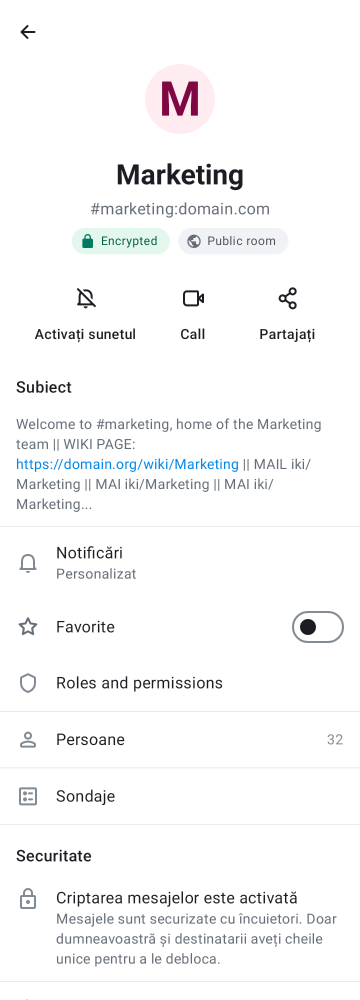 M
Marketing
#marketing:domain.com
Encrypted
Public room
Activați sunetul
Call
Partajați
Subiect
Welcome to #marketing, home of the Marketing
team || WIKI PAGE:
https://domain.org/wiki/Marketing || MAIL iki/
Marketing || MAI iki/Marketing || MAI iki/
Marketing...
Notificări
Personalizat
Favorite
Roles and permissions
Persoane
32
Sondaje
Securitate
Criptarea mesajelor este activată
Mesajele sunt securizate cu încuietori. Doar
dumneavoastră și destinatarii aveți cheile
unice pentru a le debloca.